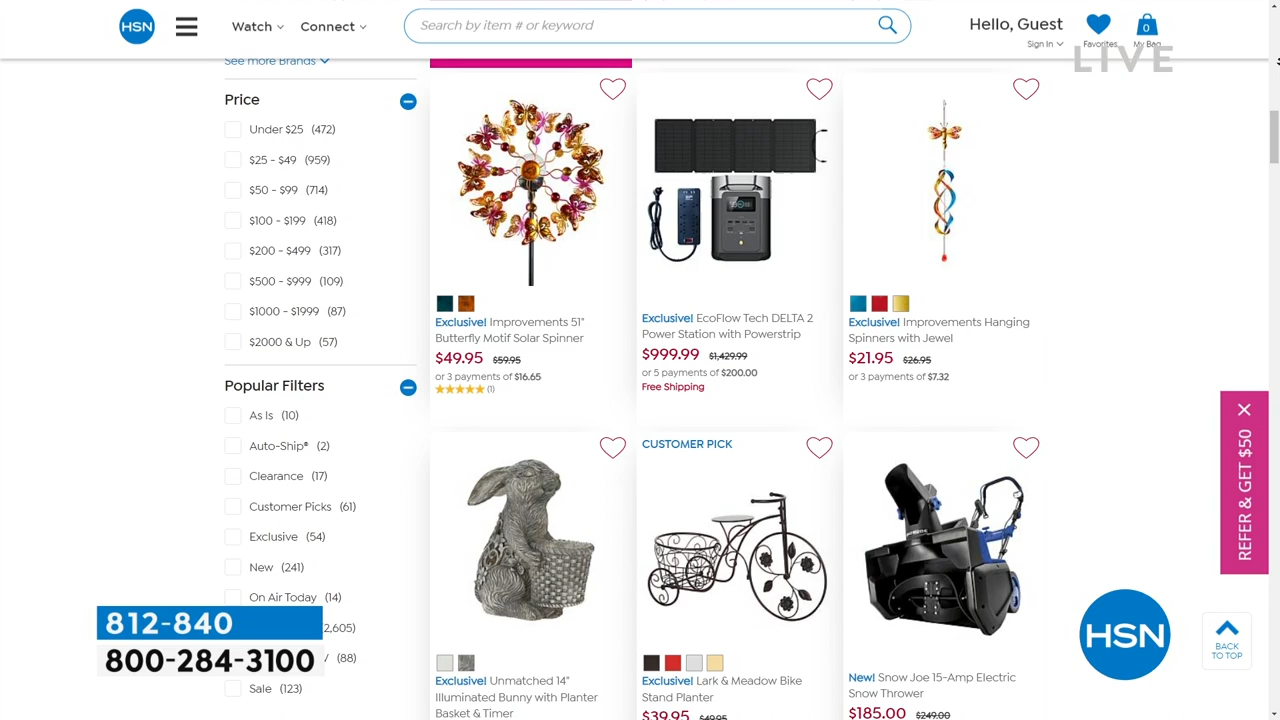 HSN
Watch
Connect
Search by item # or keyword
Hello, Guest
Sign In
Favorites
0
My Bag
LIVE
See more Brands
Price
Under $25 (472)
$25 - $49 (959)
$50 - $99 (714)
$100 - $199 (418)
$200 - $499 (317)
$500 - $999 (109)
$1000 - $1999 (87)
$2000 & Up (57)
Popular Filters
As Is (10)
Auto-Ship® (2)
Clearance (17)
Customer Picks (61)
Exclusive (54)
New (241)
On Air Today (14)
2,605)
(88)
Sale (123)
812-840
800-284-3100
Exclusive! Improvements 51"
Butterfly Motif Solar Spinner
$49.95 $59.95
or 3 payments of $16.65
(1)
Exclusive! EcoFlow Tech DELTA 2
Power Station with Powerstrip
$999.99 $1,429.99
or 5 payments of $200.00
Free Shipping
Exclusive! Improvements Hanging
Spinners with Jewel
$21.95 $26.95
or 3 payments of $7.32
Exclusive! Unmatched 14"
Illuminated Bunny with Planter
Basket & Timer
CUSTOMER PICK
Exclusive! Lark & Meadow Bike
Stand Planter
$39.95 $49.95
New! Snow Joe 15-Amp Electric
Snow Thrower
$185.00 $249.00
REFER & GET $50
HSN
BACK
TO TOP